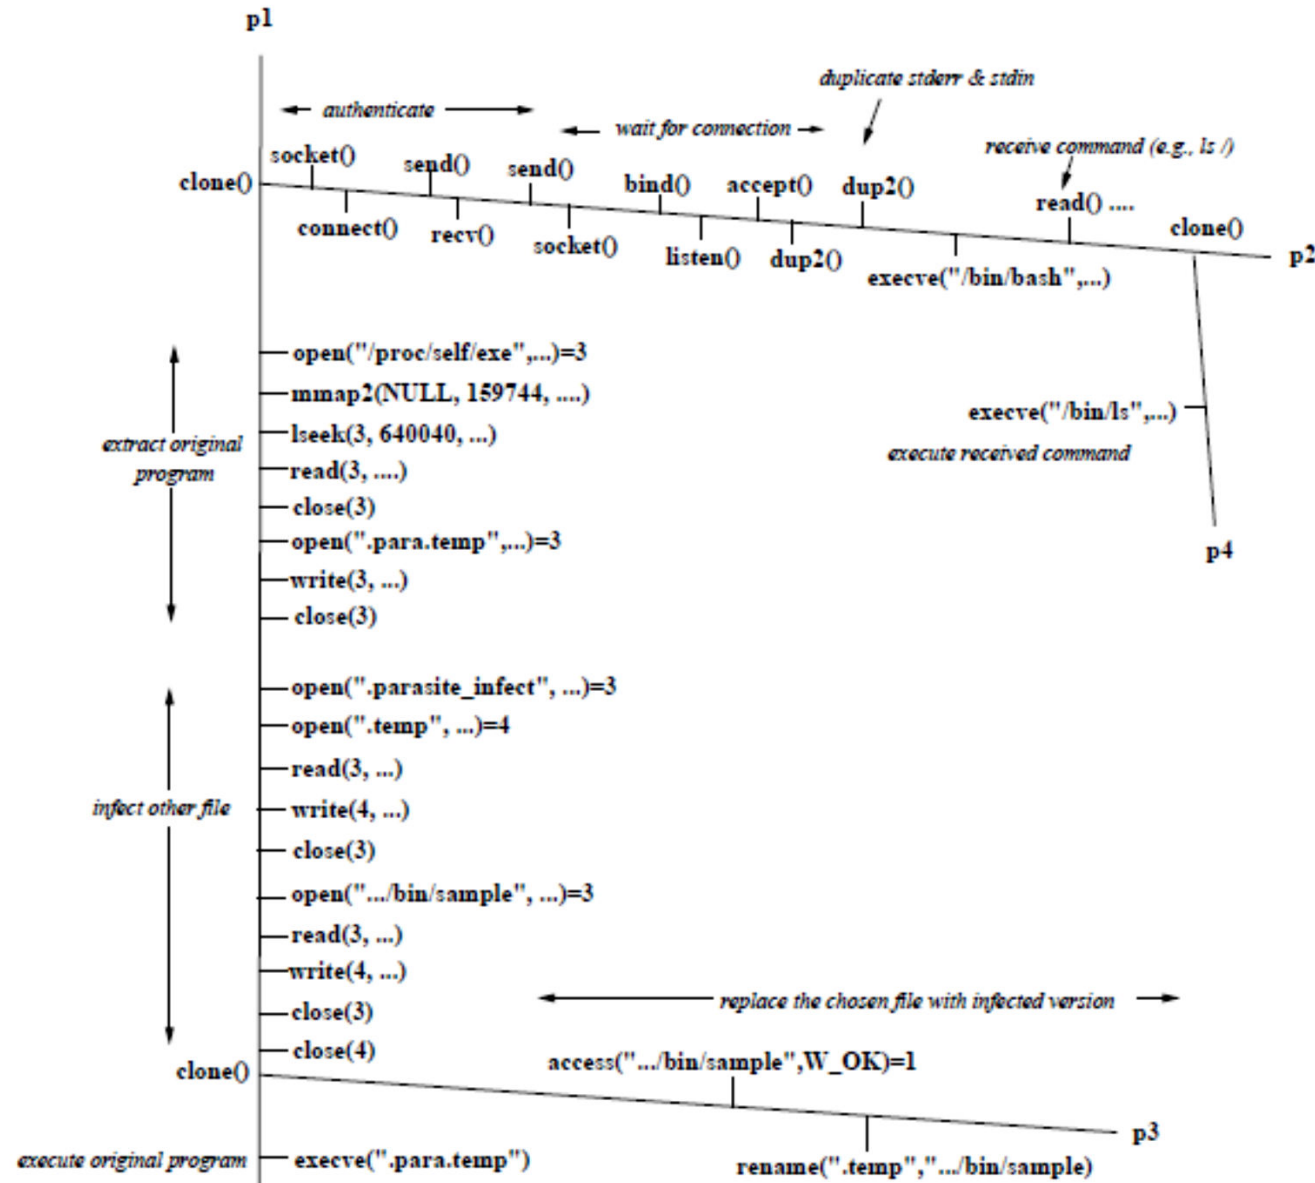 p1
duplicate stderr & stdin
authenticate
wait for connection
receive command (e.g., ls /)
socket()
send()
send()
bind()
accept()
dup2()
read() ....
clone()
clone()
connect()
recv()
socket()
listen()
dup2()
execve("/bin/bash",...)
p2
open("/proc/self/exe",...)=3
mmap2(NULL, 159744, ....)
lseek(3, 640040, ...)
extract original
program
read(3, ....)
close(3)
open(".para.temp",...)=3
write(3, ...)
close(3)
execve("/bin/ls",...)
execute received command
p4
open(".parasite_infect", ...)=3
open(".temp", ...)=4
read(3, ...)
infect other file
write(4, ...)
close(3)
open(".../bin/sample", ...)=3
read(3, ...)
write(4, ...)
close(3)
close(4)
replace the chosen file with infected version
clone()
access(".../bin/sample",W_OK)=1
p3
execute original program
execve(".para.temp")
rename(".temp",".../bin/sample)